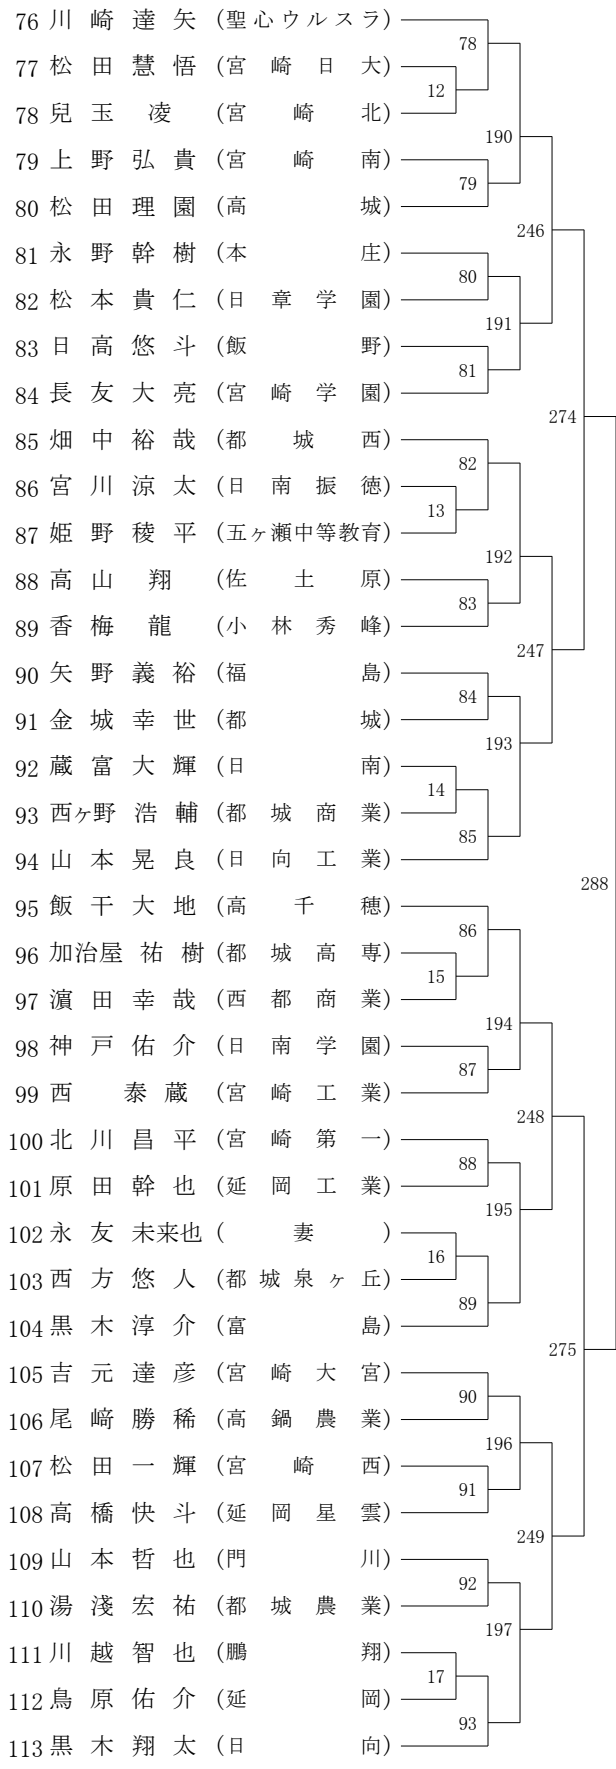 76 川崎達矢 (聖心ウルスラ)
78
77 松田慧悟 (宮崎日大)
12
78 兒玉凌 (宮崎北)
190
79 上野弘貴 (宮崎南)
79
80 松田理園 (高城)
246
81 永野幹樹 (本庄)
80
82 松本貴仁 (日章学園)
191
83 日高悠斗 (飯野)
81
84 長友大亮 (宮崎学園)
274
85 畑中裕哉 (都城西)
82
86 宮川涼太 (日南振徳)
13
87 姫野稜平 (五ヶ瀬中等教育)
192
88 高山翔 (佐土原)
83
89 香梅龍 (小林秀峰)
247
90 矢野義裕 (福島)
84
91 金城幸世 (都城)
193
92 蔵富大輝 (日南)
14
93 西ヶ野浩輔 (都城商業)
85
94 山本晃良 (日向工業)
288
95 飯干大地 (高千穂)
86
96 加治屋祐樹 (都城高専)
15
97 濵田幸哉 (西都商業)
194
98 神戸佑介 (日南学園)
87
99 西泰蔵 (宮崎工業)
248
100 北川昌平 (宮崎第一)
88
101 原田幹也 (延岡工業)
195
102 永友未来也 (妻)
16
103 西方悠人 (都城泉ヶ丘)
89
104 黒木淳介 (富島)
275
105 吉元達彦 (宮崎大宮)
90
106 尾﨑勝稀 (高鍋農業)
196
107 松田一輝 (宮崎西)
91
108 高橋快斗 (延岡星雲)
249
109 山本哲也 (門川)
92
110 湯淺宏祐 (都城農業)
197
111 川越智也 (鵬翔)
17
112 鳥原佑介 (延岡)
93
113 黒木翔太 (日向)